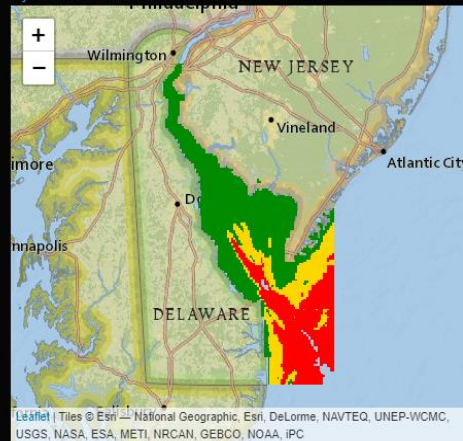 Philadelphia
+
Wilmington
−
NEW JERSEY
Vineland
imore
Atlantic City
D
nnapolis
DELAWARE
Leaflet | Tiles © Esri — National Geographic, Esri, DeLorme, NAVTEQ, UNEP-WCMC,
USGS, NASA, ESA, METI, NRCAN, GEBCO, NOAA, iPC